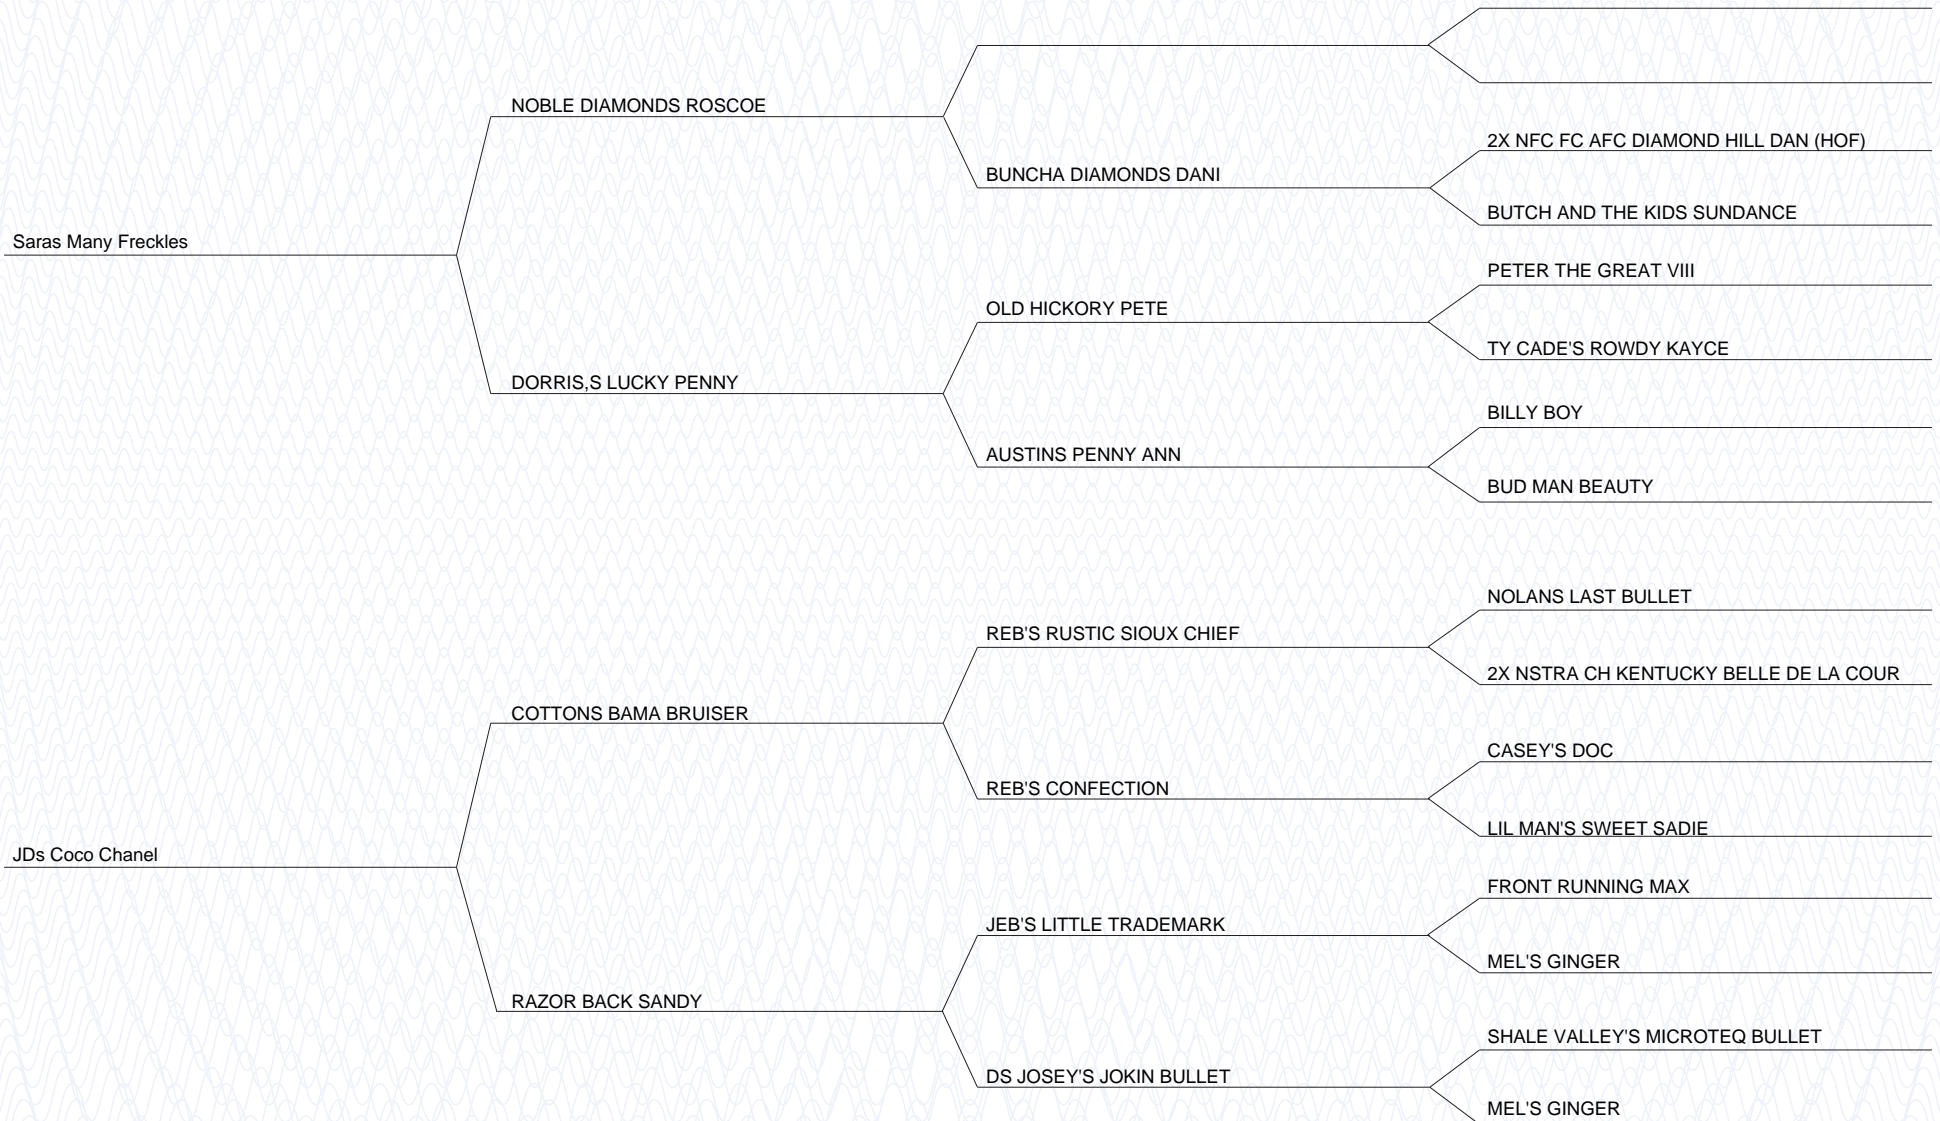 NOBLE DIAMONDS ROSCOE
2X NFC FC AFC DIAMOND HILL DAN (HOF)
BUNCHA DIAMONDS DANI
BUTCH AND THE KIDS SUNDANCE
Saras Many Freckles
PETER THE GREAT VIII
OLD HICKORY PETE
TY CADE'S ROWDY KAYCE
DORRIS,S LUCKY PENNY
BILLY BOY
AUSTINS PENNY ANN
BUD MAN BEAUTY
NOLANS LAST BULLET
REB'S RUSTIC SIOUX CHIEF
2X NSTRA CH KENTUCKY BELLE DE LA COUR
COTTONS BAMA BRUISER
CASEY'S DOC
REB'S CONFECTION
LIL MAN'S SWEET SADIE
JDs Coco Chanel
FRONT RUNNING MAX
JEB'S LITTLE TRADEMARK
MEL'S GINGER
RAZOR BACK SANDY
SHALE VALLEY'S MICROTEQ BULLET
DS JOSEY'S JOKIN BULLET
MEL'S GINGER